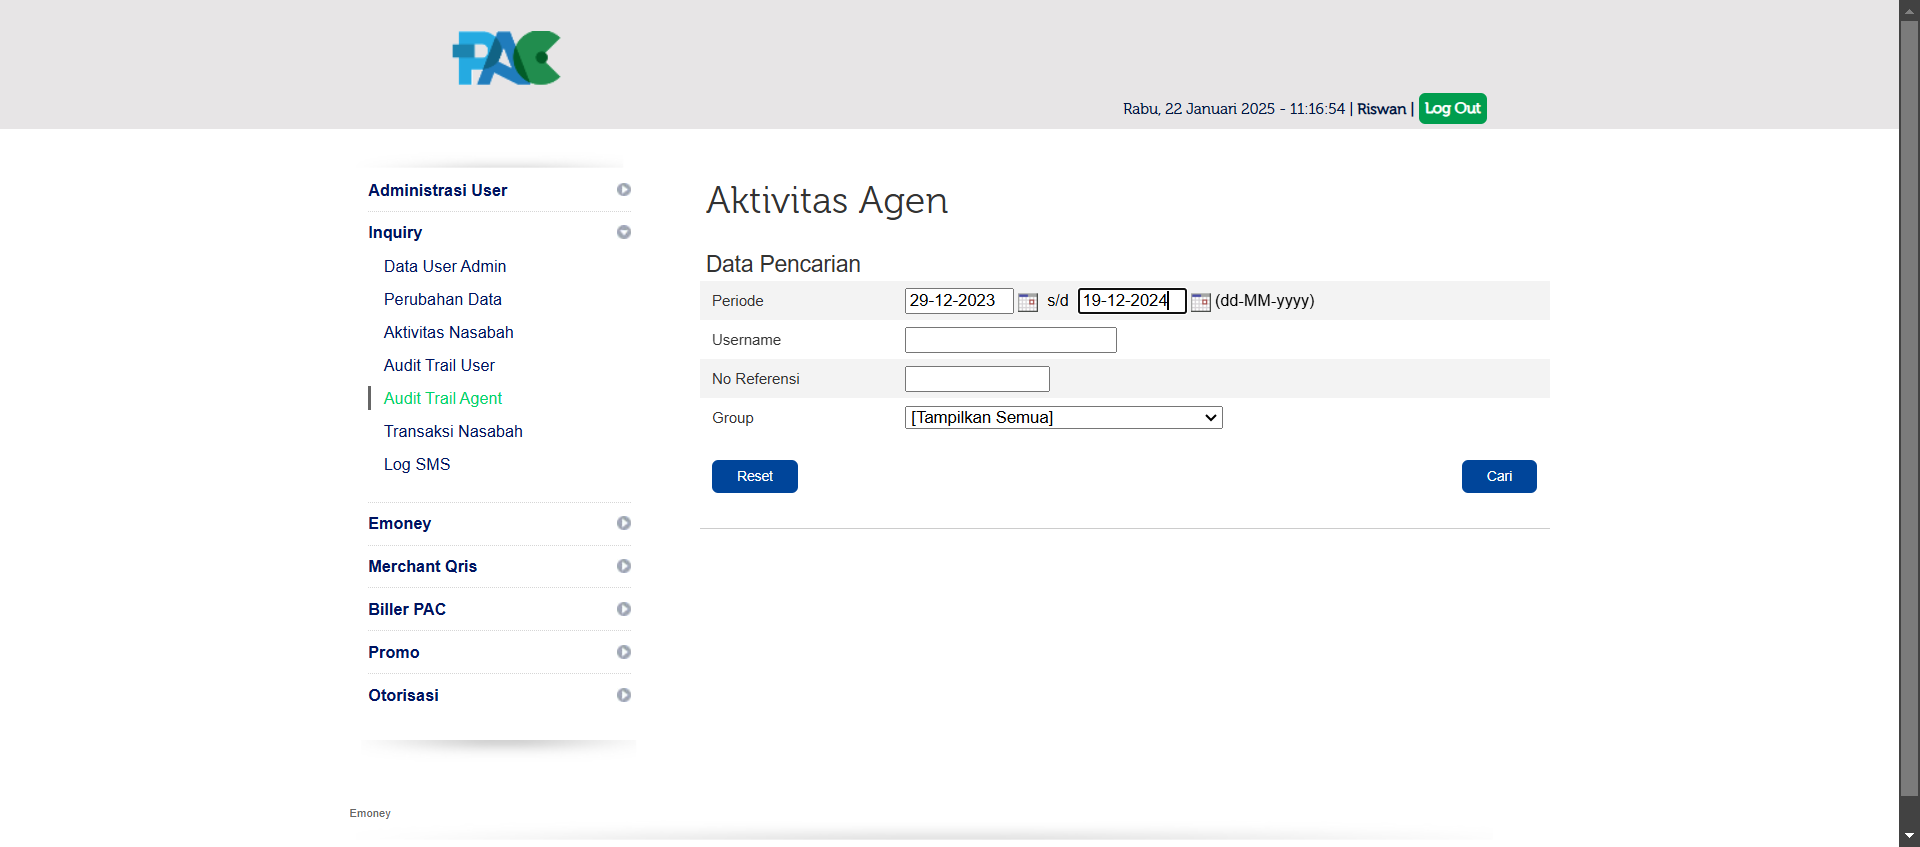 PAC
Rabu, 22 Januari 2025 - 11:16:54 | Riswan | Log Out
Administrasi User
Inquiry
Data User Admin
Perubahan Data
Aktivitas Nasabah
Audit Trail User
Audit Trail Agent
Transaksi Nasabah
Log SMS
Emoney
Merchant Qris
Biller PAC
Promo
Otorisasi
Aktivitas Agen
Data Pencarian
Periode 29-12-2023 s/d 19-12-2024 (dd-MM-yyyy)
Username
No Referensi
Group [Tampilkan Semua]
Reset Cari
Emoney